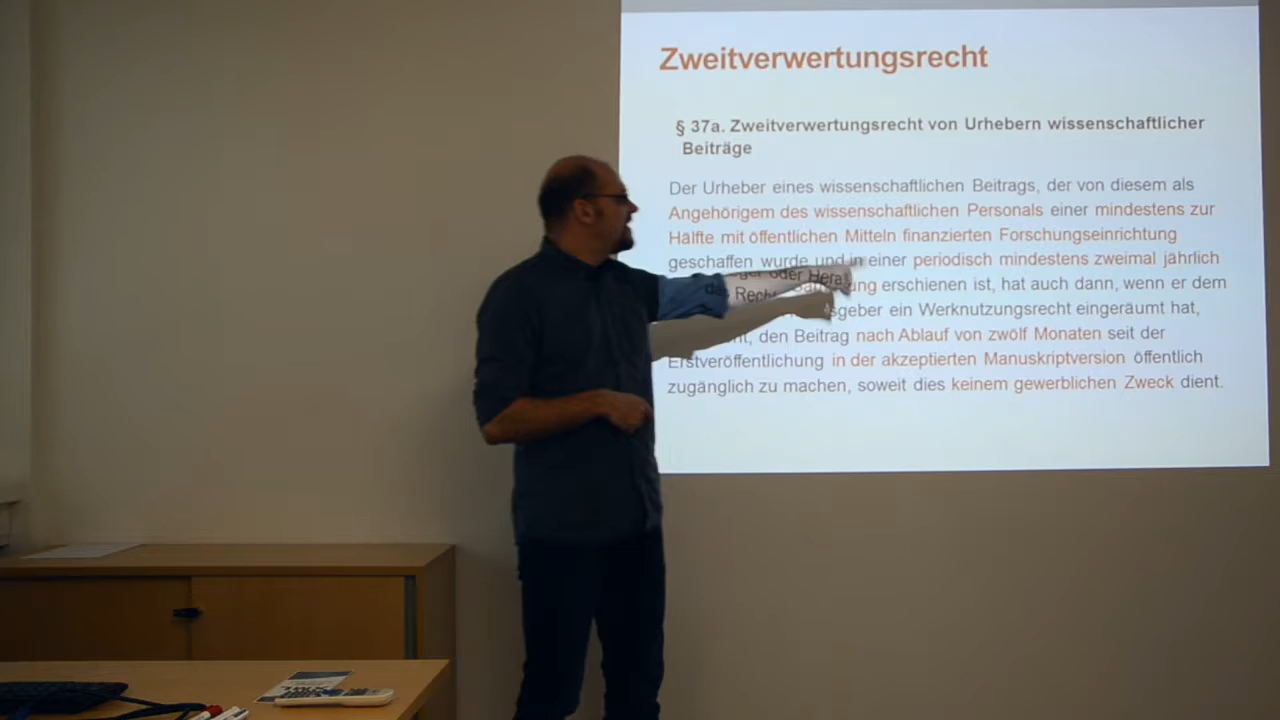 Zweitverwertungsrecht
§ 37a. Zweitverwertungsrecht von Urhebern wissenschaftlicher
Beiträge
Der Urheber eines wissenschaftlichen Beitrags, der von diesem als
Angehörigem des wissenschaftlichen Personals einer mindestens zur
Hälfte mit öffentlichen Mitteln finanzierten Forschungseinrichtung
geschaffen wurde und in einer periodisch mindestens zweimal jährlich
erschienen ist, hat auch dann, wenn er dem
oder ein Werknutzungsrecht eingeräumt hat,
den Beitrag nach Ablauf von zwölf Monaten seit der
Erstveröffentlichung in der akzeptierten Manuskriptversion öffentlich
zugänglich zu machen, soweit dies keinem gewerblichen Zweck dient.